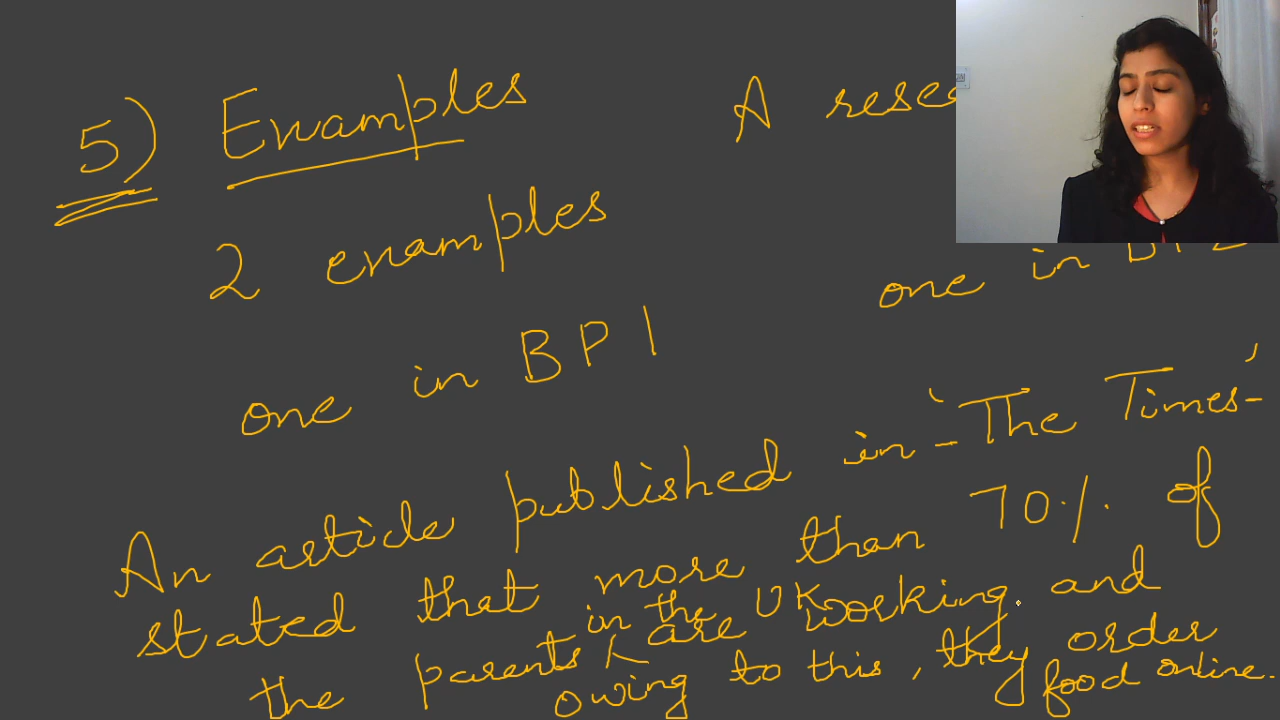 5) Examples
A rese
2 examples
one in BP1
one in BP2
An article published in 'The Times'
stated that more than 70% of
the parents in the UK are working and
owing to this, they order
food online.